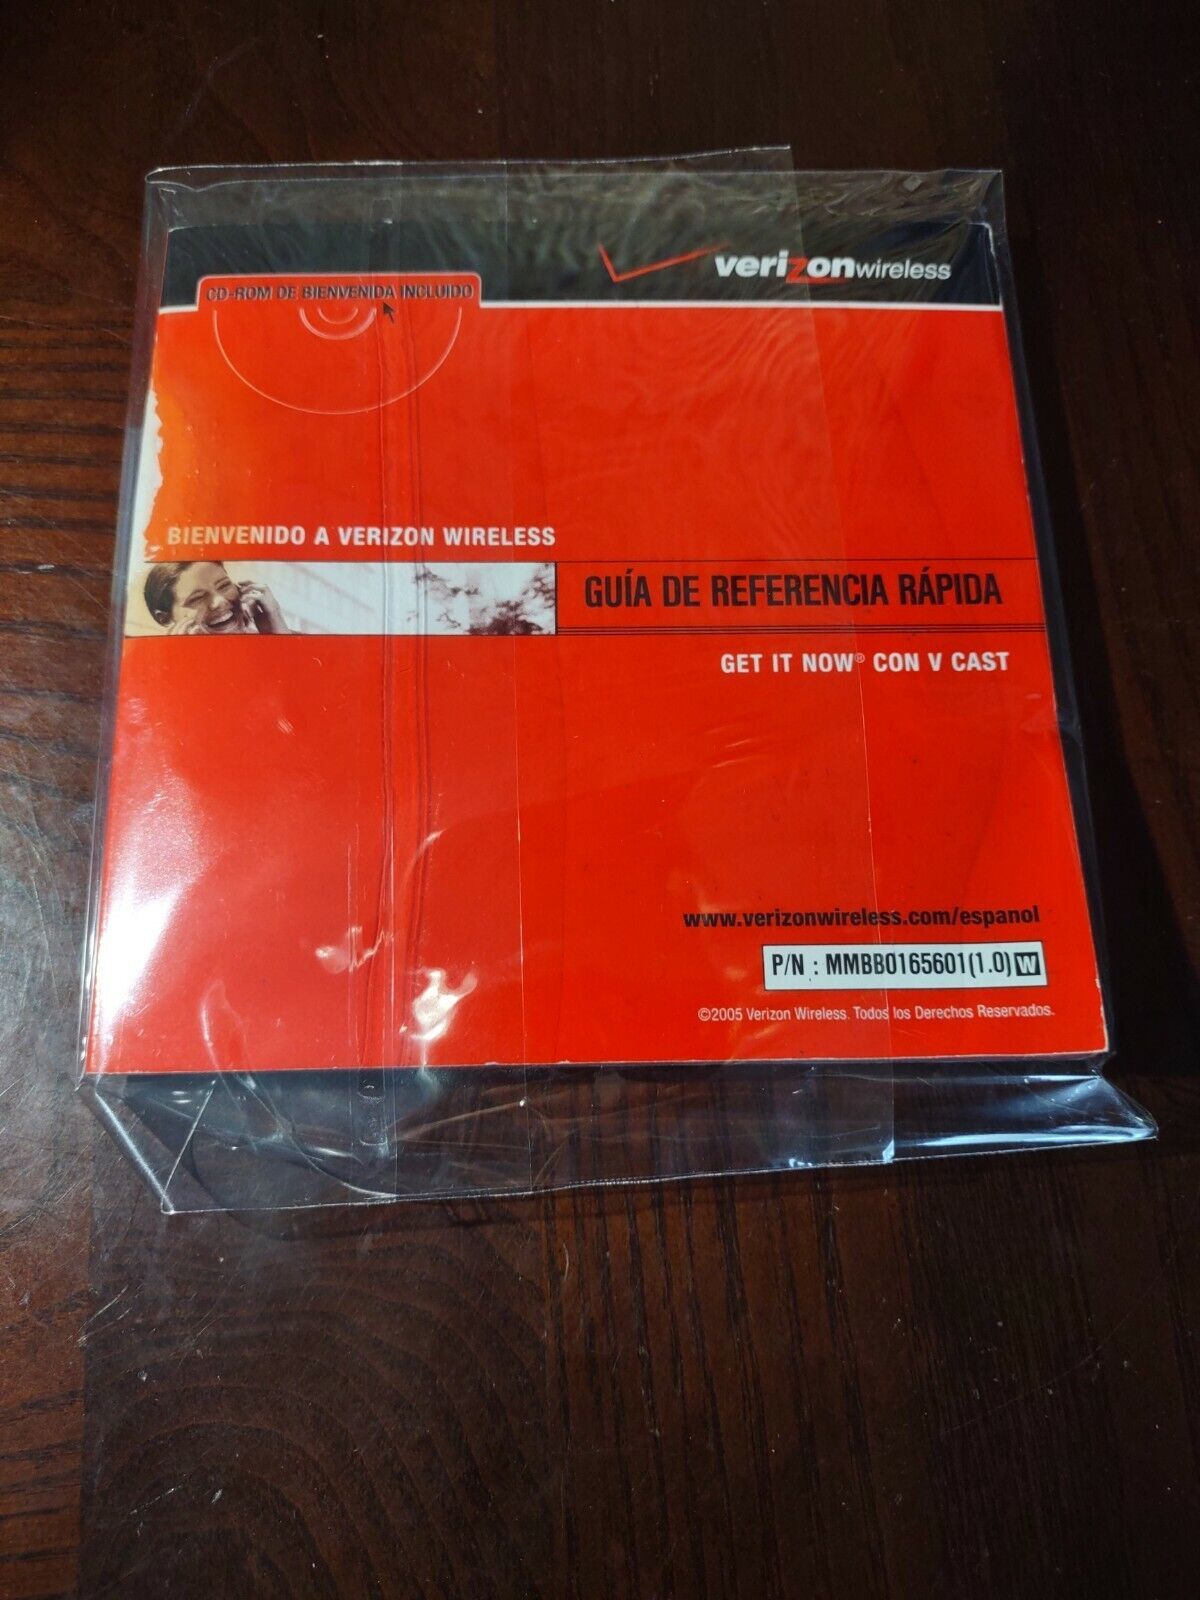 verizonwireless
CD-ROM DE BIENVENIDA INCLUIDO
BIENVENIDO A VERIZON WIRELESS
GUÍA DE REFERENCIA RÁPIDA
GET IT NOW® CON V CAST
www.verizonwireless.com/espanol
P/N : MMBB0165601(1.0) W
©2005 Verizon Wireless. Todos los Derechos Reservados.